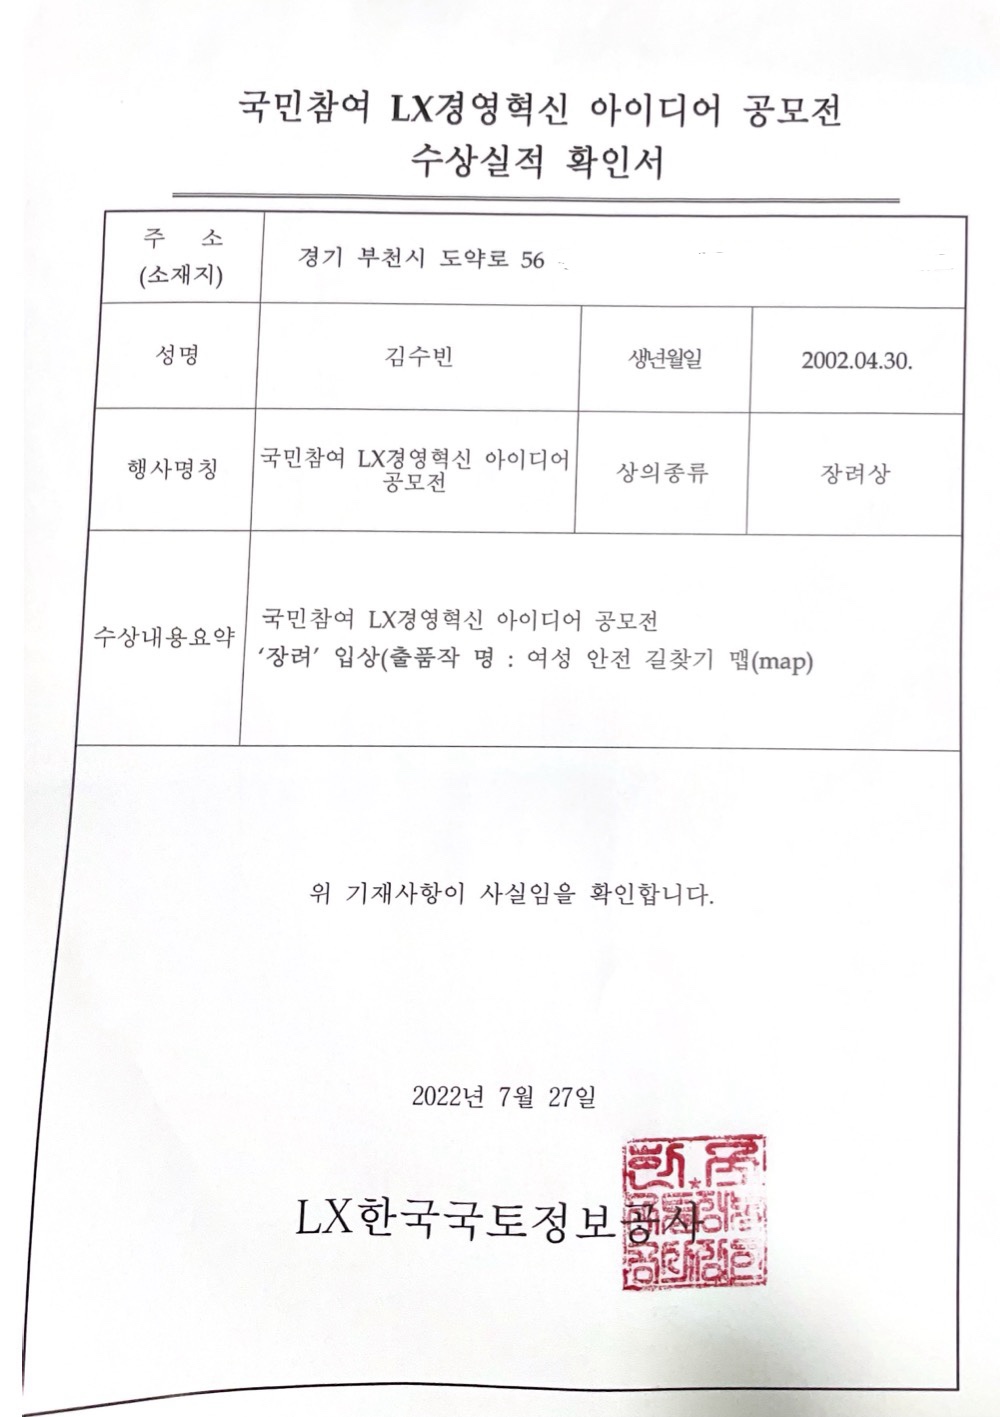 국민참여 LX경영혁신 아이디어 공모전
수상실적 확인서
주 소
(소재지)
경기 부천시 도약로 56
성명
김수빈
생년월일
2002.04.30.
행사명칭
국민참여 LX경영혁신 아이디어
공모전
상의종류
장려상
수상내용요약
국민참여 LX경영혁신 아이디어 공모전
‘장려’ 입상(출품작 명 : 여성 안전 길찾기 맵(map)
위 기재사항이 사실임을 확인합니다.
2022년 7월 27일
LX한국국토정보공사